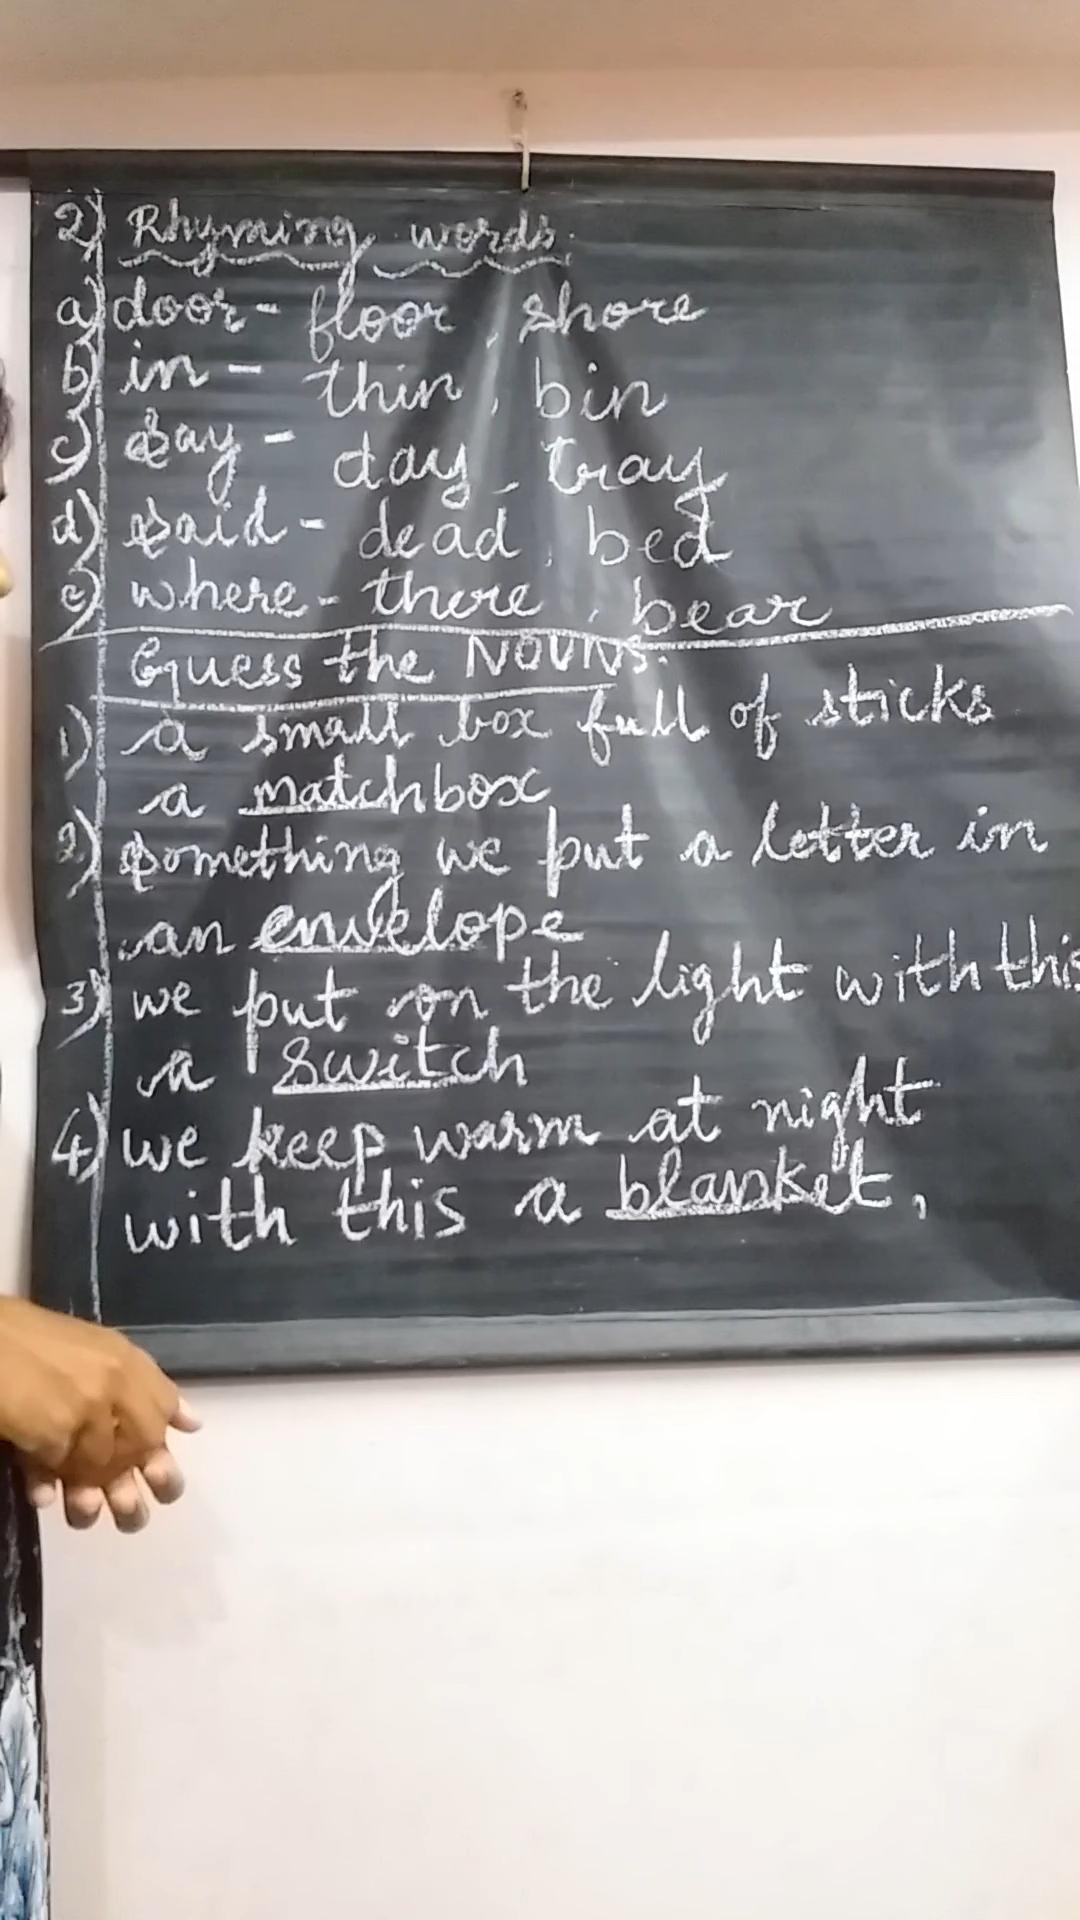 2) Rhyming words.
a) door - floor, shore
b) in - thin, bin
c) say - day, tray
d) said - dead, bed
e) where - there, bear
Guess the NOUNS.
1) a small box full of sticks
a matchbox
2) something we put a letter in
an envelope
3) we put on the light with this
a switch
4) we keep warm at night
with this a blanket,